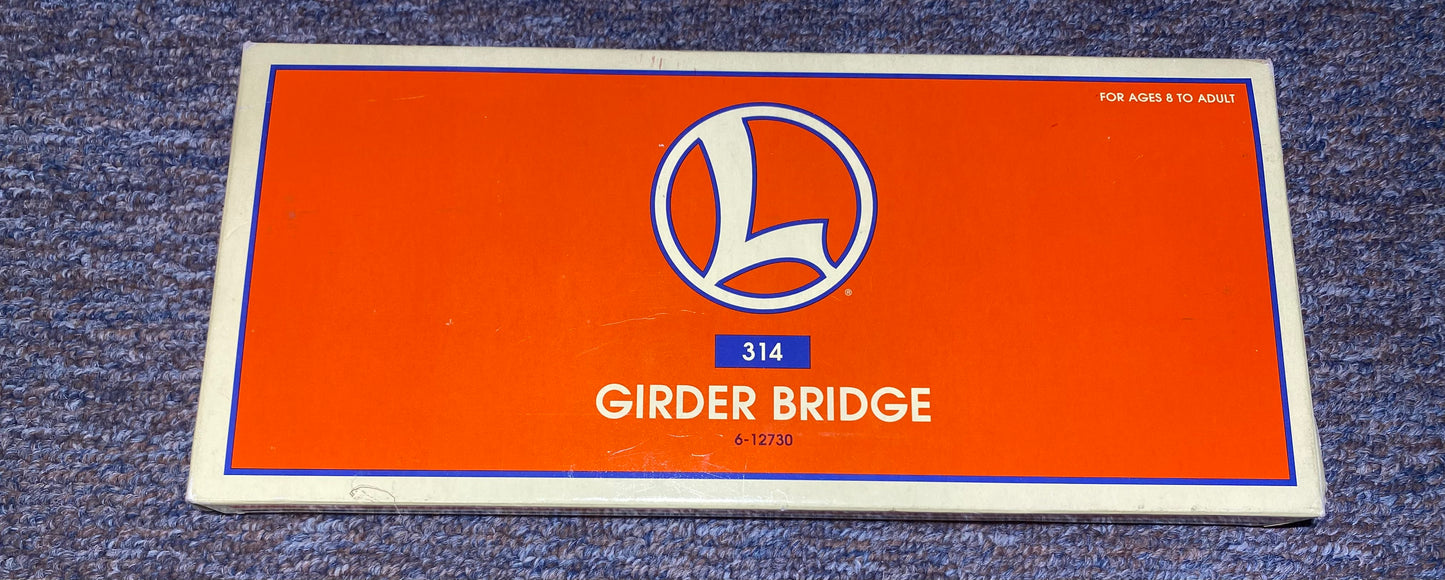 FOR AGES 8 TO ADULT
L
®
314
GIRDER BRIDGE
6-12730